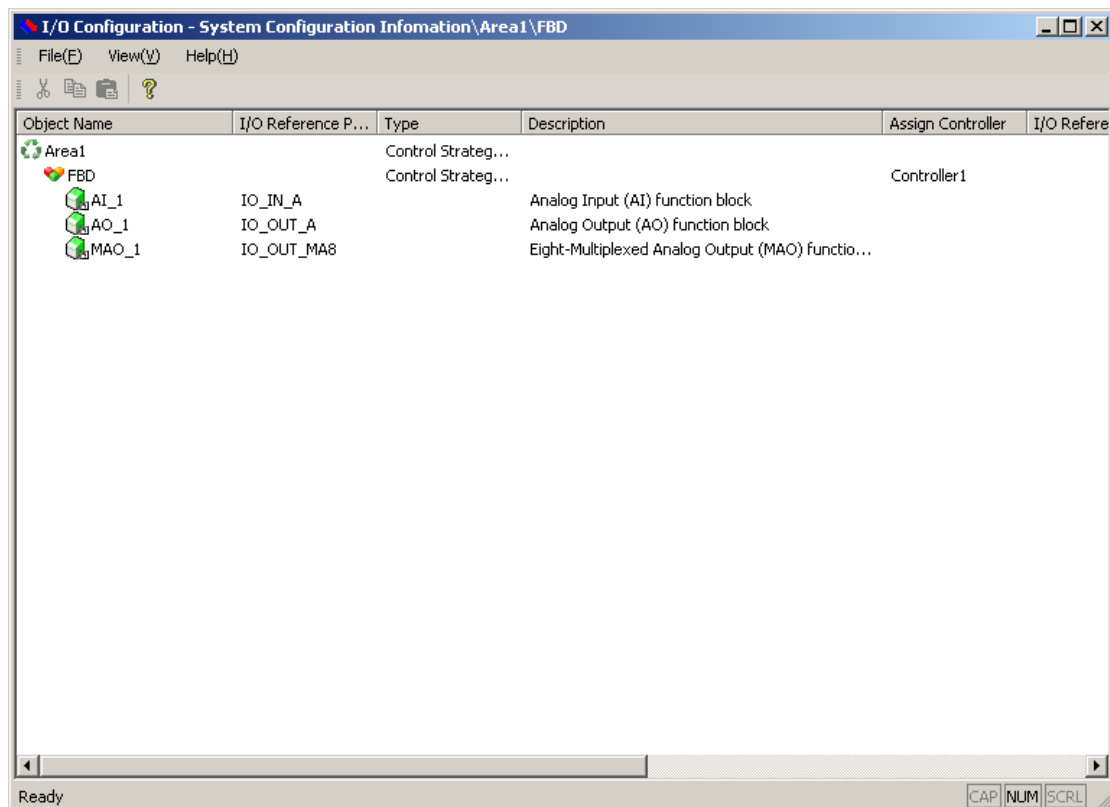 I/O Configuration - System Configuration Infomation\Area1\FBD
File(F) View(V) Help(H)
Object Name I/O Reference P... Type Description Assign Controller I/O Refere
Area1 Control Strateg...
FBD Control Strateg... Controller1
AI_1 IO_IN_A Analog Input (AI) function block
AO_1 IO_OUT_A Analog Output (AO) function block
MAO_1 IO_OUT_MA8 Eight-Multiplexed Analog Output (MAO) functio...
Ready CAP NUM SCRL